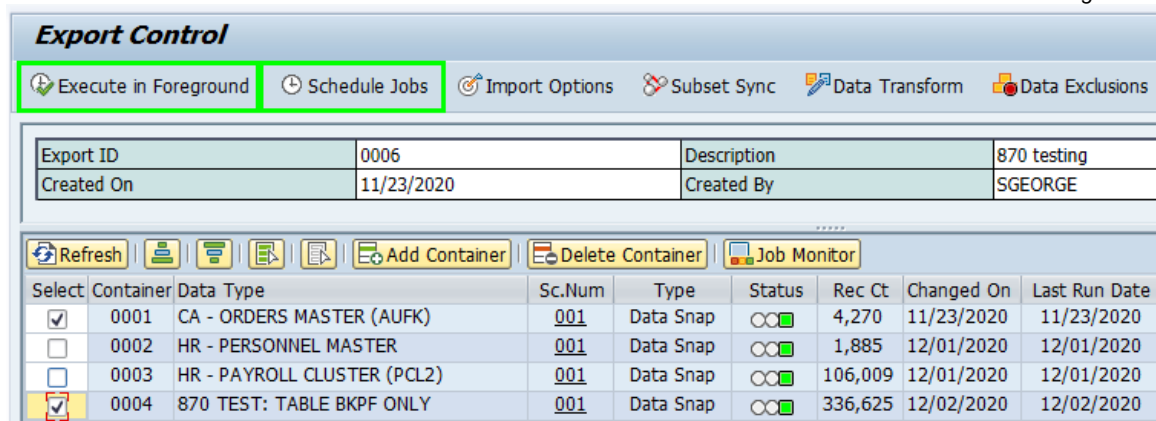 Export Control
Execute in Foreground Schedule Jobs Import Options Subset Sync Data Transform Data Exclusions
Export ID 0006 Description 870 testing
Created On 11/23/2020 Created By SGEORGE
Refresh Add Container Delete Container Job Monitor
Select Container Data Type Sc.Num Type Status Rec Ct Changed On Last Run Date
0001 CA - ORDERS MASTER (AUFK) 001 Data Snap 4,270 11/23/2020 11/23/2020
0002 HR - PERSONNEL MASTER 001 Data Snap 1,885 12/01/2020 12/01/2020
0003 HR - PAYROLL CLUSTER (PCL2) 001 Data Snap 106,009 12/01/2020 12/01/2020
0004 870 TEST: TABLE BKPF ONLY 001 Data Snap 336,625 12/02/2020 12/02/2020